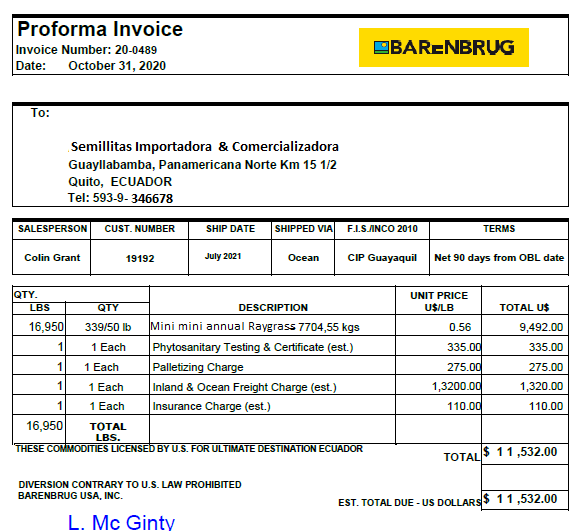 Proforma Invoice
Invoice Number: 20-0489
Date: October 31, 2020
BARENBRUG
To:
Semillitas Importadora & Comercializadora
Guayllabamba, Panamericana Norte Km 15 1/2
Quito, ECUADOR
Tel: 593-9- 346678
SALESPERSON CUST. NUMBER SHIP DATE SHIPPED VIA F.I.S./INCO 2010 TERMS
Colin Grant 19192 July 2021 Ocean CIP Guayaquil Net 90 days from OBL date
QTY. UNIT PRICE
LBS QTY DESCRIPTION U$/LB TOTAL U$
16,950 339/50 lb Mini mini annual Raygrass 7704,55 kgs 0.56 9,492.00
1 1 Each Phytosanitary Testing & Certificate (est.) 335.00 335.00
1 1 Each Palletizing Charge 275.00 275.00
1 1 Each Inland & Ocean Freight Charge (est.) 1,3200.00 1,320.00
1 1 Each Insurance Charge (est.) 110.00 110.00
16,950 TOTAL
LBS.
THESE COMMODITIES LICENSED BY U.S. FOR ULTIMATE DESTINATION ECUADOR
TOTAL $ 1 1 ,532.00
DIVERSION CONTRARY TO U.S. LAW PROHIBITED
BARENBRUG USA, INC.
EST. TOTAL DUE - US DOLLARS $ 1 1 ,532.00
L. Mc Ginty